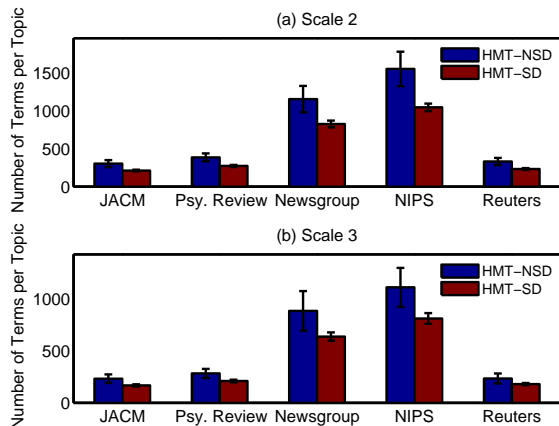 (a) Scale 2
Number of Terms per Topic
1500
1000
500
0
HMT−NSD
HMT−SD
JACM Psy. Review Newsgroup NIPS Reuters
(b) Scale 3
Number of Terms per Topic
1000
500
0
HMT−NSD
HMT−SD
JACM Psy. Review Newsgroup NIPS Reuters